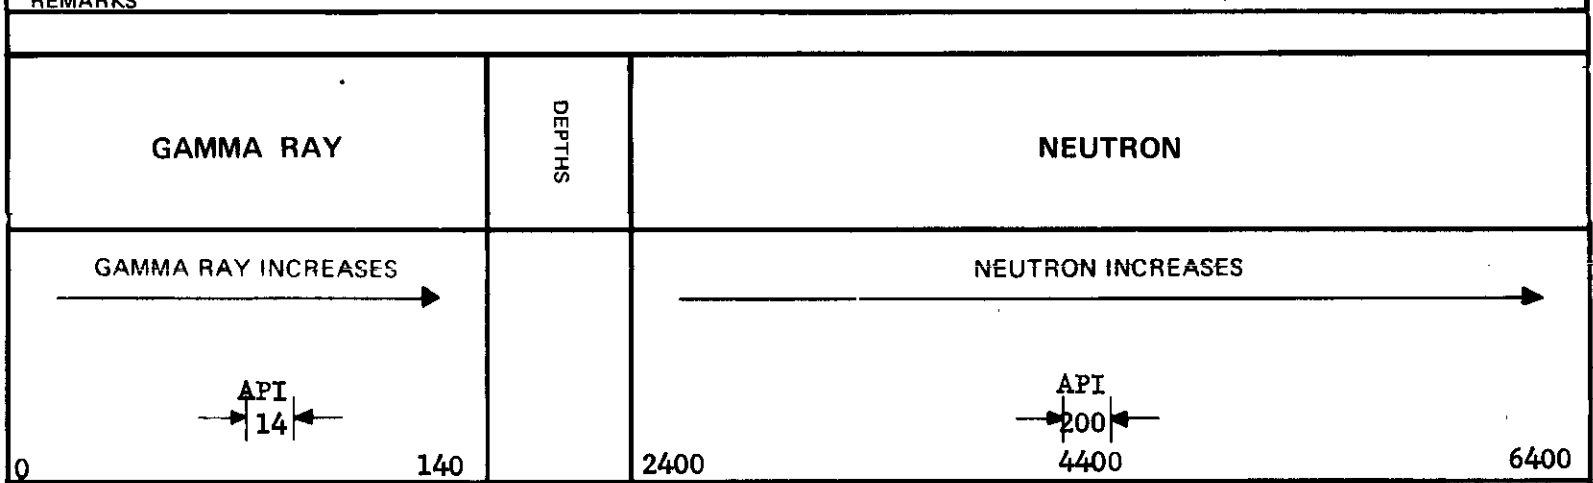 REMARKS
GAMMA RAY
DEPTHS
NEUTRON
GAMMA RAY INCREASES
NEUTRON INCREASES
API
14
API
200
0
140
2400
4400
6400